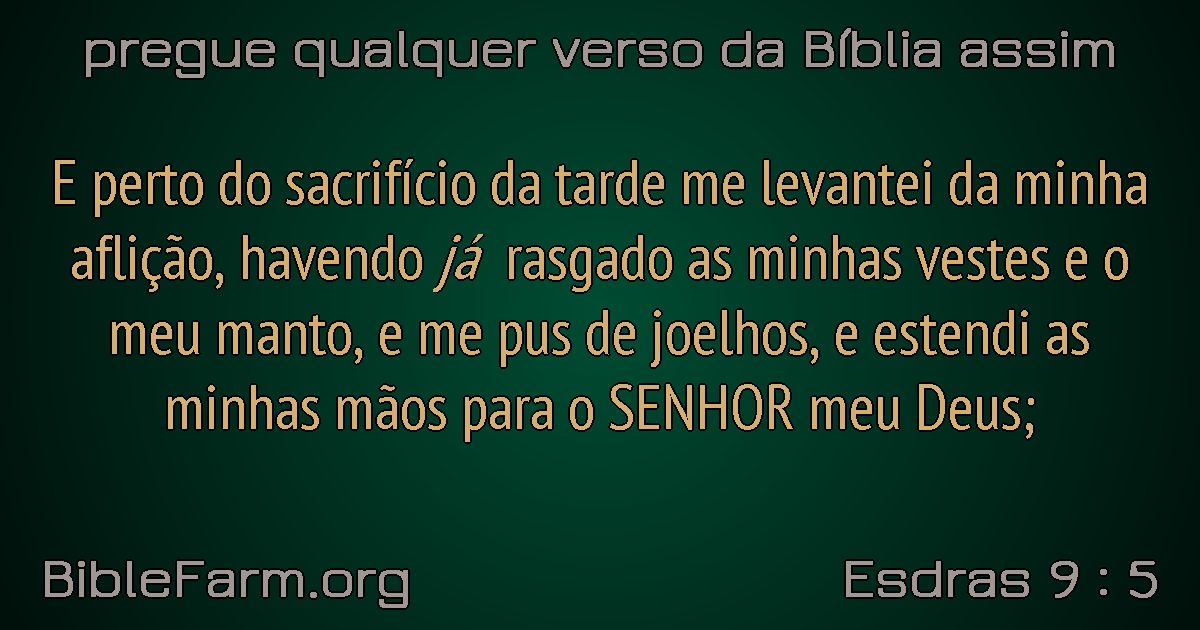 pregue qualquer verso da Bíblia assim
E perto do sacrifício da tarde me levantei da minha
aflição, havendo já rasgado as minhas vestes e o
meu manto, e me pus de joelhos, e estendi as
minhas mãos para o SENHOR meu Deus;
BibleFarm.org
Esdras 9 : 5